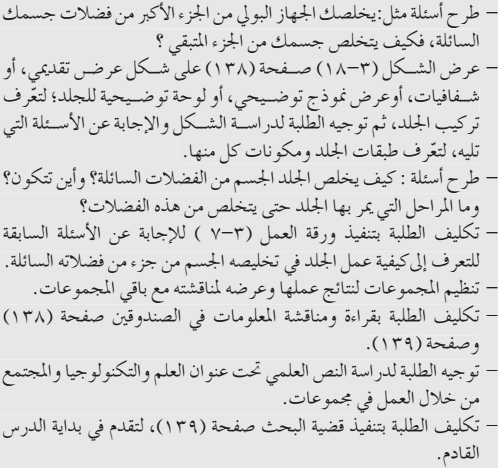 – طرح أسئلة مثل:يخلصك الجهاز البولي من الجزء الأكبر من فضلات جسمك
السائلة، فكيف يتخلص جسمك من الجزء المتبقي ؟
– عرض الشكل (٣–١٨) صفحة (١٣٨) على شكل عرض تقديمي، أو
شفافيات، أوعرض نموذج توضيحي، أو لوحة توضيحية للجلد؛ لتعّرف
تركيب الجلد، ثم توجيه الطلبة لدراسة الشكل والإجابة عن الأسئلة التي
تليه، لتعّرف طبقات الجلد ومكونات كل منها.
– طرح أسئلة : كيف يخلص الجلد الجسم من الفضلات السائلة؟ وأين تتكون؟
وما المراحل التي يمر بها الجلد حتى يتخلص من هذه الفضلات؟
– تكليف الطلبة بتنفيذ ورقة العمل (٣–٧ ) للإجابة عن الأسئلة السابقة
للتعرف إلى كيفية عمل الجلد في تخليصه الجسم من جزء من فضلاته السائلة.
– تنظيم المجموعات لنتائج عملها وعرضه لمناقشته مع باقي المجموعات.
– تكليف الطلبة بقراءة ومناقشة المعلومات في الصندوقين صفحة (١٣٨)
وصفحة (١٣٩).
– توجيه الطلبة لدراسة النص العلمي تحت عنوان العلم والتكنولوجيا والمجتمع
من خلال العمل في مجموعات.
– تكليف الطلبة بتنفيذ قضية البحث صفحة (١٣٩)، لتقدم في بداية الدرس
القادم.